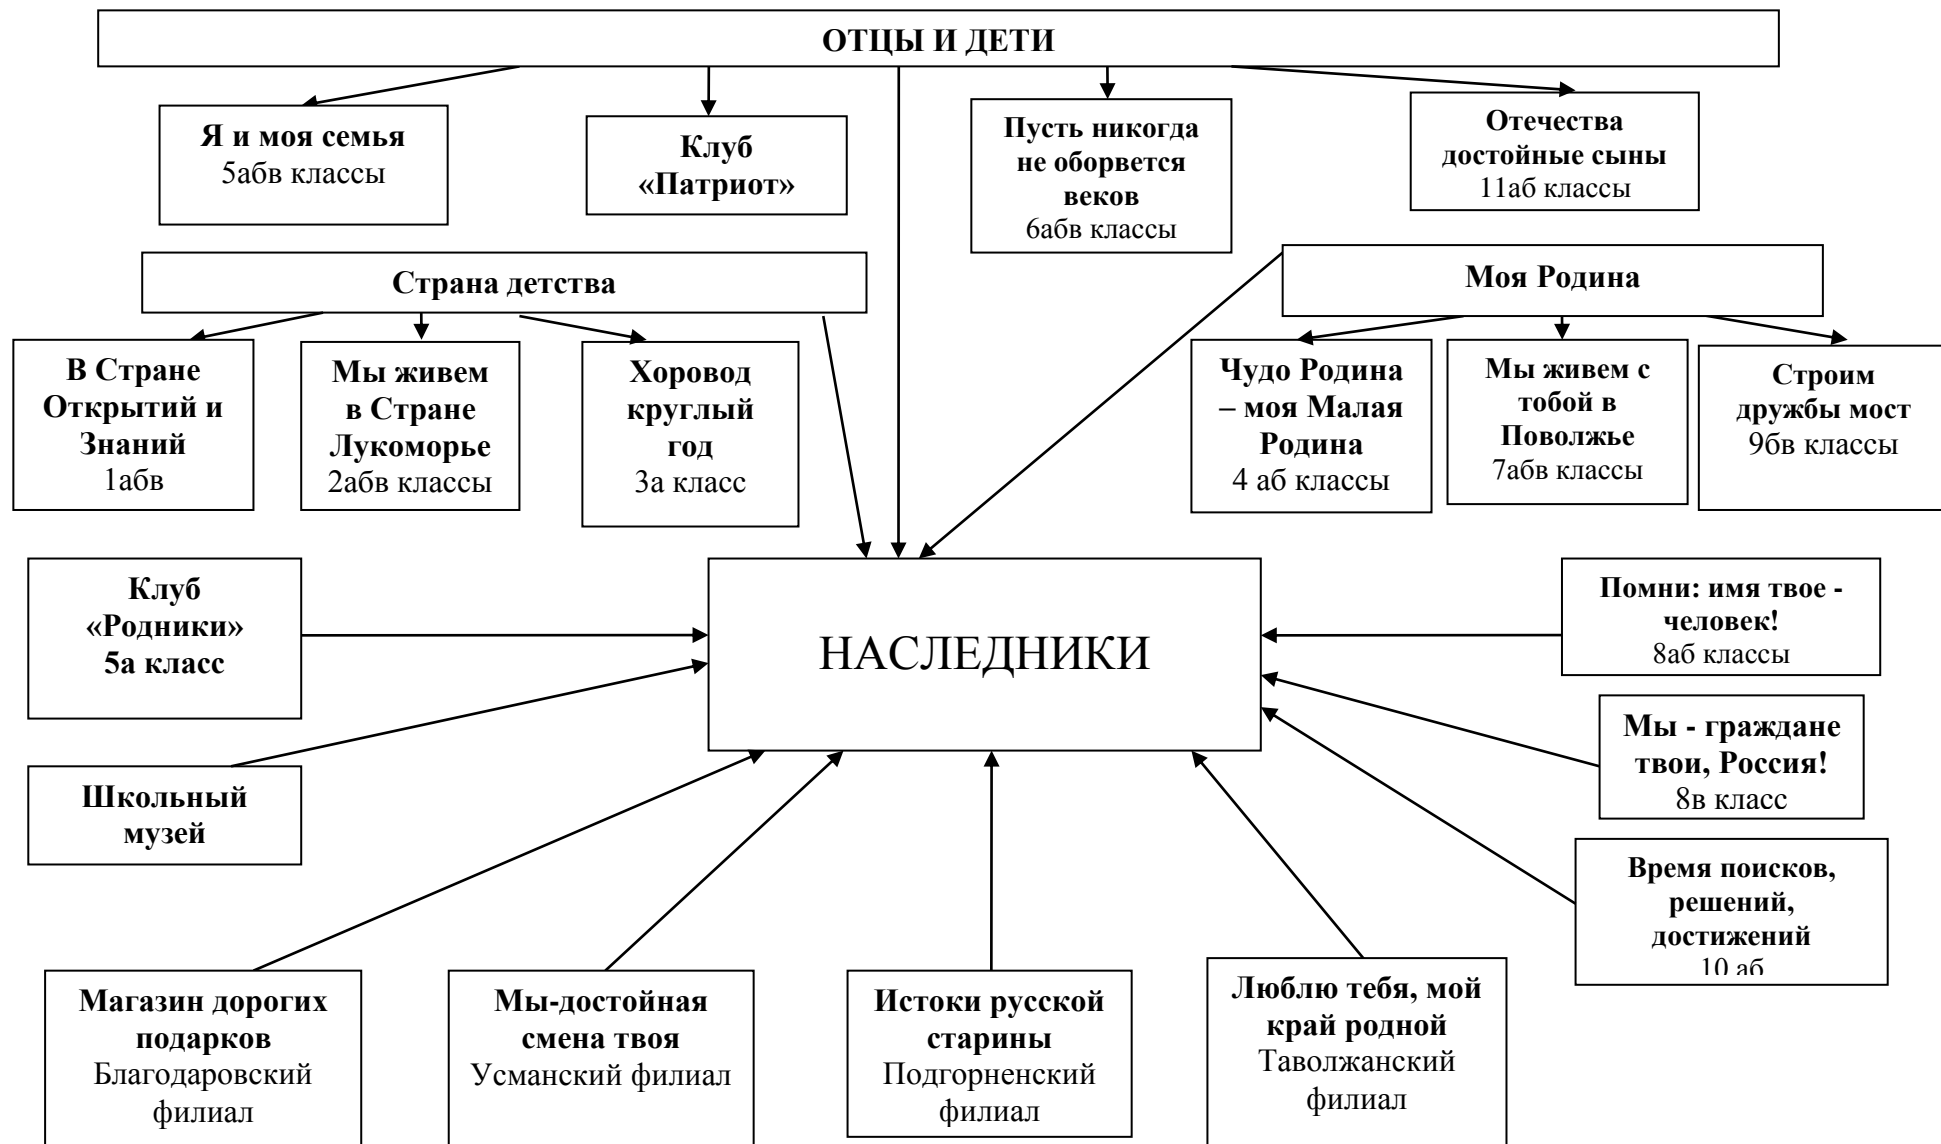 ОТЦЫ И ДЕТИ
Я и моя семья
5абв классы
Клуб
«Патриот»
Пусть никогда
не оборвется
веков
6абв классы
Отечества
достойные сыны
11аб классы
Страна детства
Моя Родина
В Стране
Открытий и
Знаний
1абв
Мы живем
в Стране
Лукоморье
2абв классы
Хоровод
круглый
год
3а класс
Чудо Родина
– моя Малая
Родина
4 аб классы
Мы живем с
тобой в
Поволжье
7абв классы
Строим
дружбы мост
9бв классы
Клуб
«Родники»
5а класс
НАСЛЕДНИКИ
Помни: имя твое -
человек!
8аб классы
Школьный
музей
Мы - граждане
твои, Россия!
8в класс
Время поисков,
решений,
достижений
10 аб
Магазин дорогих
подарков
Благодаровский
филиал
Мы-достойная
смена твоя
Усманский филиал
Истоки русской
старины
Подгорненский
филиал
Люблю тебя, мой
край родной
Таволжанский
филиал